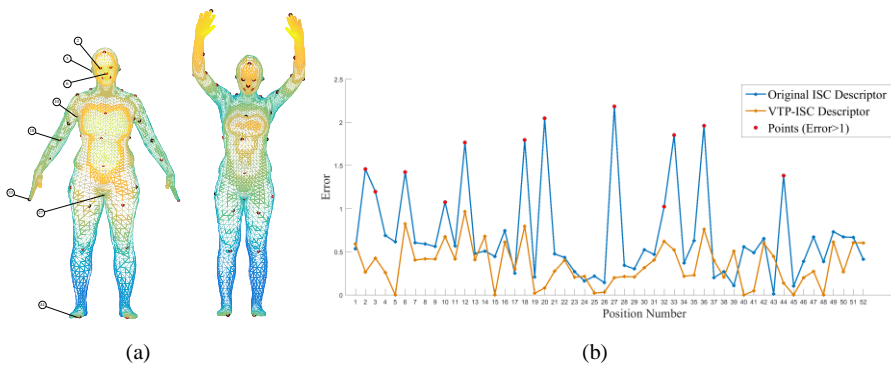 Original ISC Descriptor
VTP-ISC Descriptor
Points (Error>1)
Error
2.5
2
1.5
1
0.5
0
1 2 3 4 5 6 7 8 9 10 11 12 13 14 15 16 17 18 19 20 21 22 23 24 25 26 27 28 29 30 31 32 33 34 35 36 37 38 39 40 41 42 43 44 45 46 47 48 49 50 51 52
Position Number
(a)
(b)